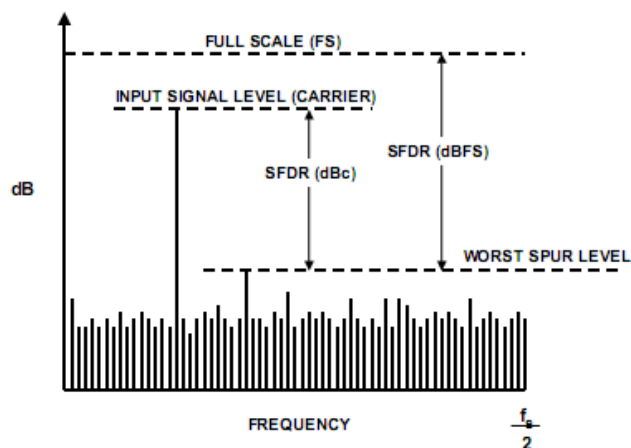 FULL SCALE (FS)
INPUT SIGNAL LEVEL (CARRIER)
SFDR (dBFS)
SFDR (dBc)
dB
WORST SPUR LEVEL
FREQUENCY
fs
2